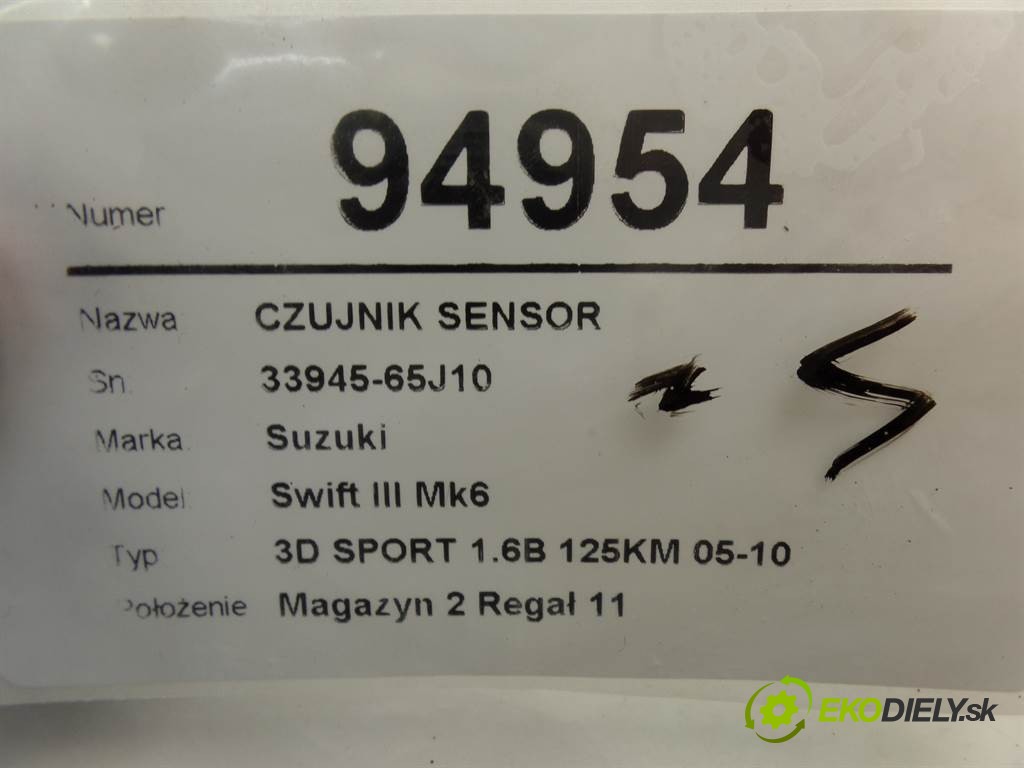 Numer 94954
Nazwa CZUJNIK SENSOR
Sn. 33945-65J10
Marka Suzuki
Model Swift III Mk6
Typ 3D SPORT 1.6B 125KM 05-10
Położenie Magazyn 2 Regał 11
EKODIELY.sk